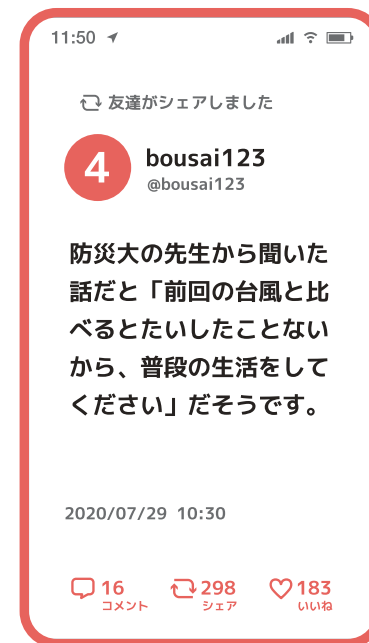 11:50
友達がシェアしました
4
bousai123
@bousai123
防災大の先生から聞いた
話だと「前回の台風と比
べるとたいしたことない
から、普段の生活をして
ください」だそうです。
2020/07/29 10:30
16 298 183
コメント シェア いいね